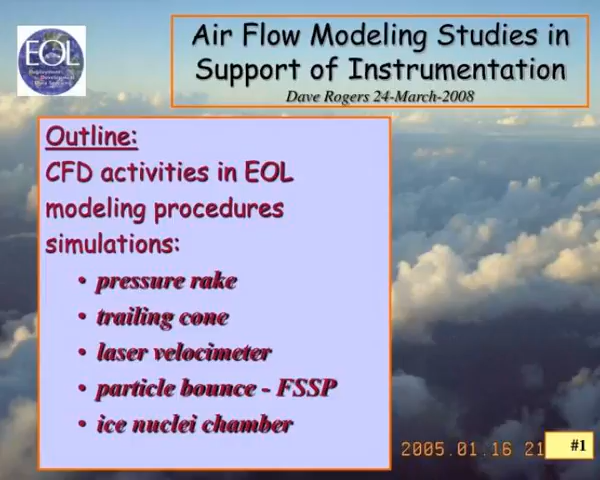 EOL
Air Flow Modeling Studies in
Support of Instrumentation
Dave Rogers 24-March-2008
Outline:
CFD activities in EOL
modeling procedures
simulations:
• pressure rake
• trailing cone
• laser velocimeter
• particle bounce - FSSP
• ice nuclei chamber
2005.01.16 21
#1